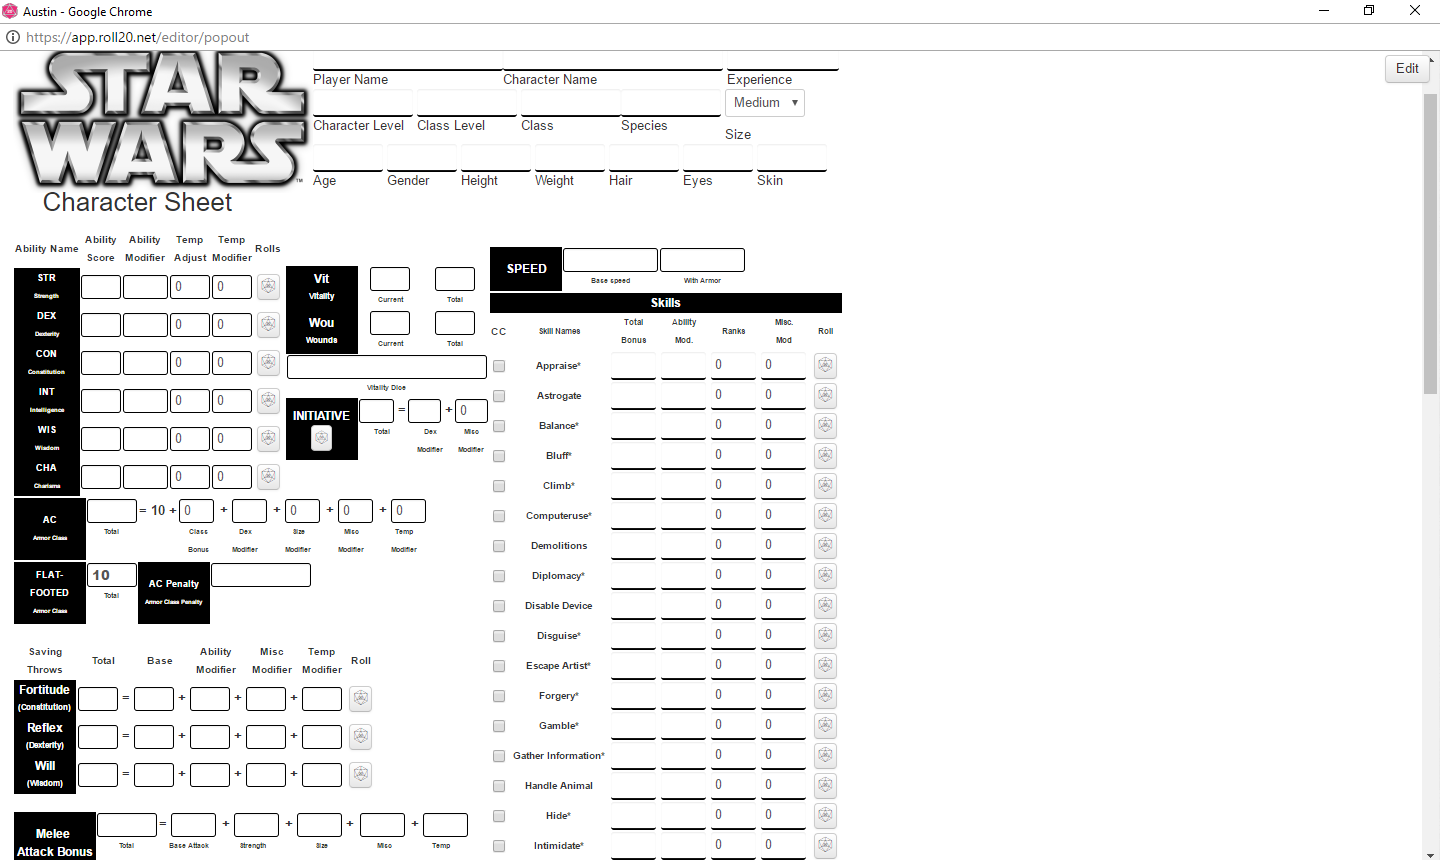 Austin - Google Chrome
https://app.roll20.net/editor/popout
Edit
STAR
WARS™
Character Sheet
Player Name Character Name Experience
Medium
Character Level Class Level Class Species Size
Age Gender Height Weight Hair Eyes Skin
Ability Name Ability Score Ability Modifier Temp Adjust Temp Modifier Rolls
STR 0 0
Strength
DEX 0 0
Dexterity
CON 0 0
Constitution
INT 0 0
Intelligence
WIS 0 0
Wisdom
CHA 0 0
Charisma
Vit
Vitality Current Total
Wou
Wounds Current Total
Vitality Dice
INITIATIVE = + 0
Total Dex Modifier Misc Modifier
AC = 10 + 0 + + 0 + 0 + 0
Armor Class Total Class Bonus Dex Modifier Size Modifier Misc Modifier Temp Modifier
FLAT-FOOTED 10
Armor Class Total
AC Penalty
Armor Class Penalty
Saving Throws Total Base Ability Modifier Misc Modifier Temp Modifier Roll
Fortitude = + + +
(Constitution)
Reflex = + + +
(Dexterity)
Will = + + +
(Wisdom)
Melee Attack Bonus = + + + +
Total Base Attack Strength Size Misc Temp
SPEED
Base speed With Armor
Skills
CC Skill Names Total Bonus Ability Mod. Ranks Misc. Mod Roll
Appraise* 0 0
Astrogate 0 0
Balance* 0 0
Bluff* 0 0
Climb* 0 0
Computeruse* 0 0
Demolitions 0 0
Diplomacy* 0 0
Disable Device 0 0
Disguise* 0 0
Escape Artist* 0 0
Forgery* 0 0
Gamble* 0 0
Gather Information* 0 0
Handle Animal 0 0
Hide* 0 0
Intimidate* 0 0